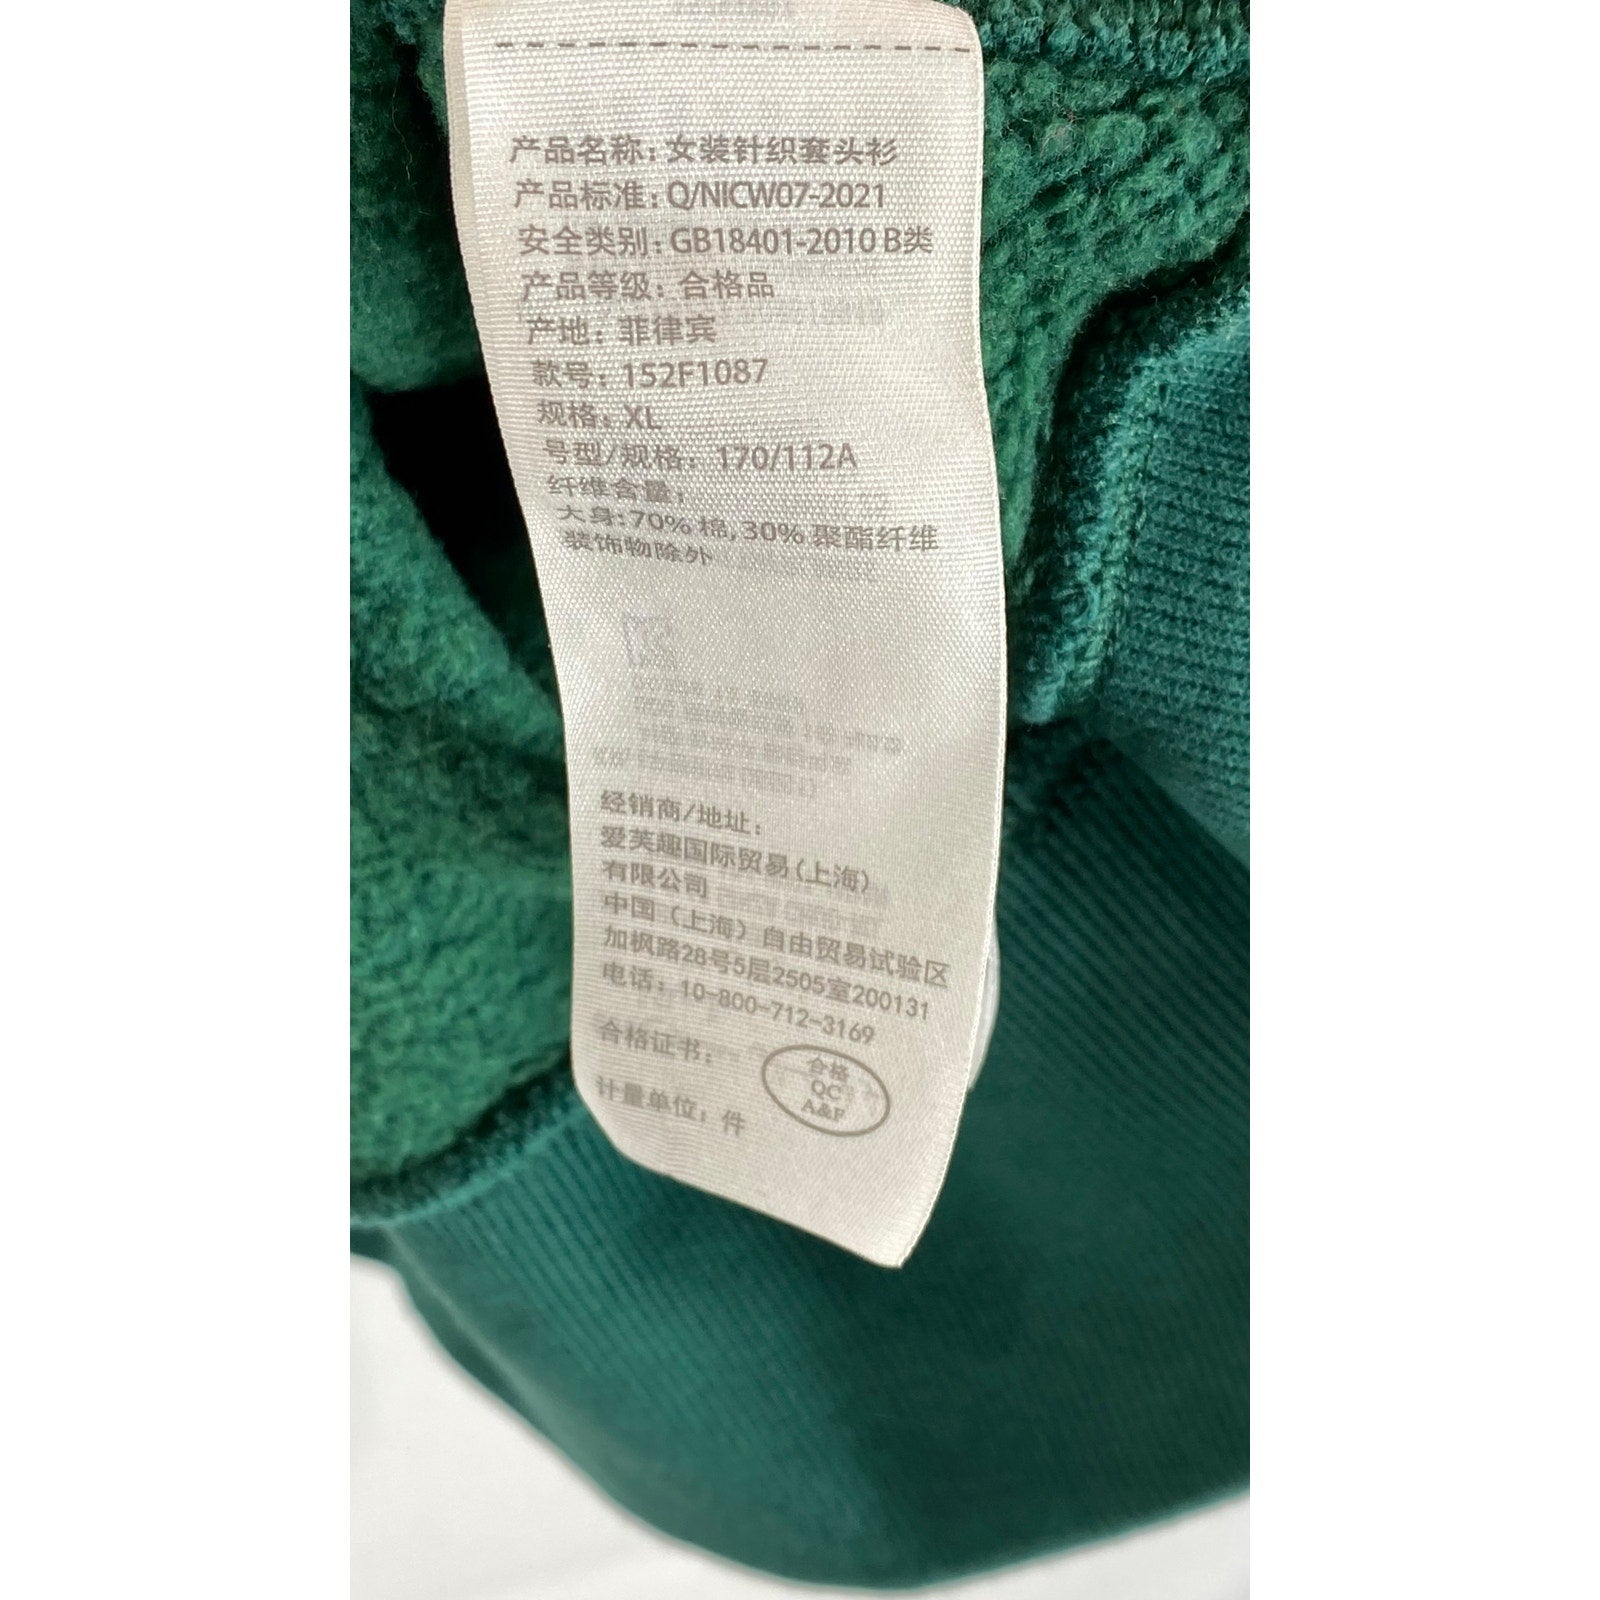 产品名称：女装针织套头衫
产品标准：Q/NICW07-2021
安全类别：GB18401-2010 B类
产品等级：合格品
产地：菲律宾
款号：152F1087
规格：XL
号型/规格：170/112A
纤维含量：
大身：70% 棉, 30% 聚酯纤维
装饰物除外
经销商/地址：
爱芙趣国际贸易(上海)
有限公司
中国（上海）自由贸易试验区
加枫路28号5层2505室200131
电话：10-800-712-3169
合格证书：
合格
QC
A&F
计量单位：件